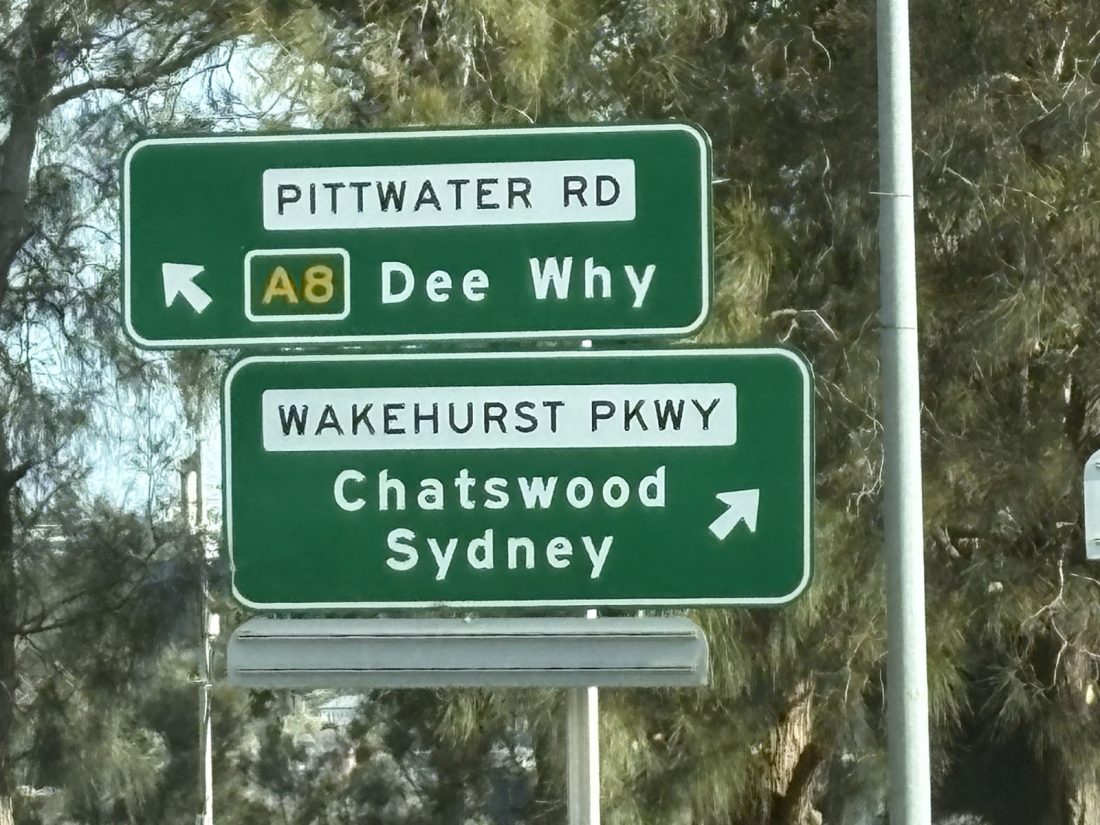 PITTWATER RD
A8 Dee Why
WAKEHURST PKWY
Chatswood
Sydney